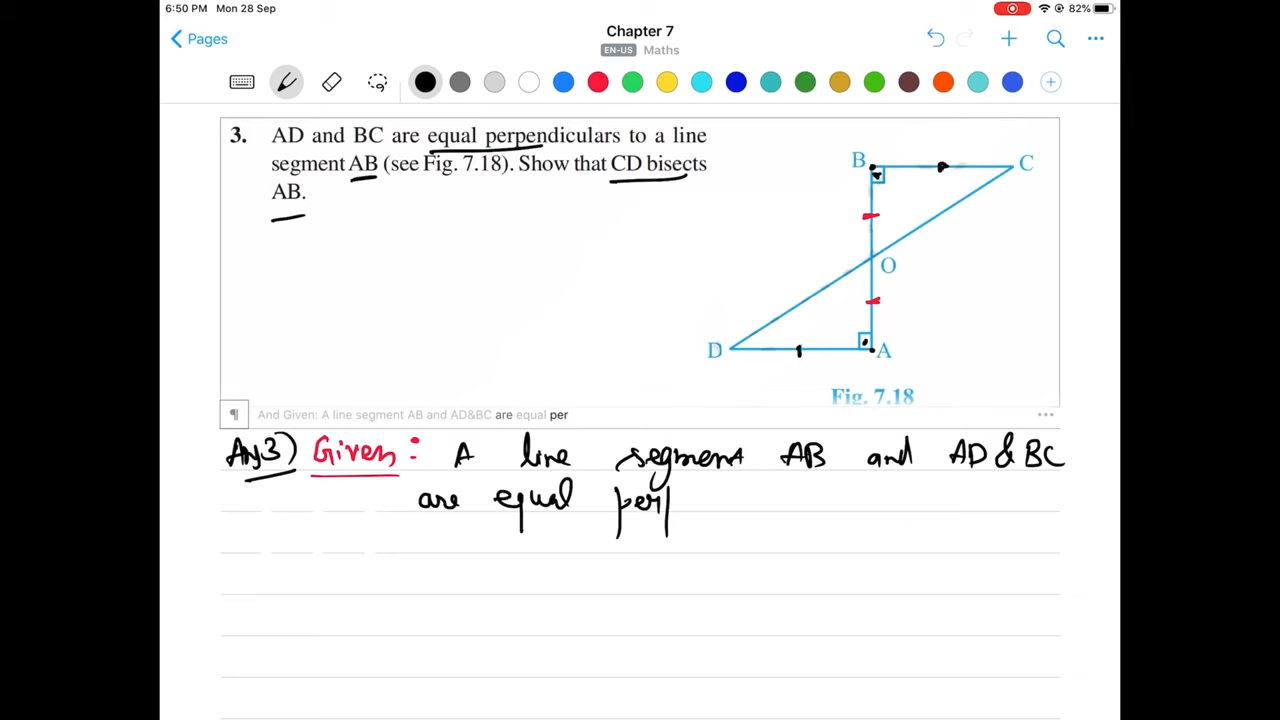 6:50 PM Mon 28 Sep
82%
Pages
Chapter 7
EN-US Maths
3. AD and BC are equal perpendiculars to a line
segment AB (see Fig. 7.18). Show that CD bisects
AB.
B
C
O
D
A
Fig. 7.18
¶ And Given: A line segment AB and AD&BC are equal per
Ans3) Given: A line segment AB and AD & BC
are equal per